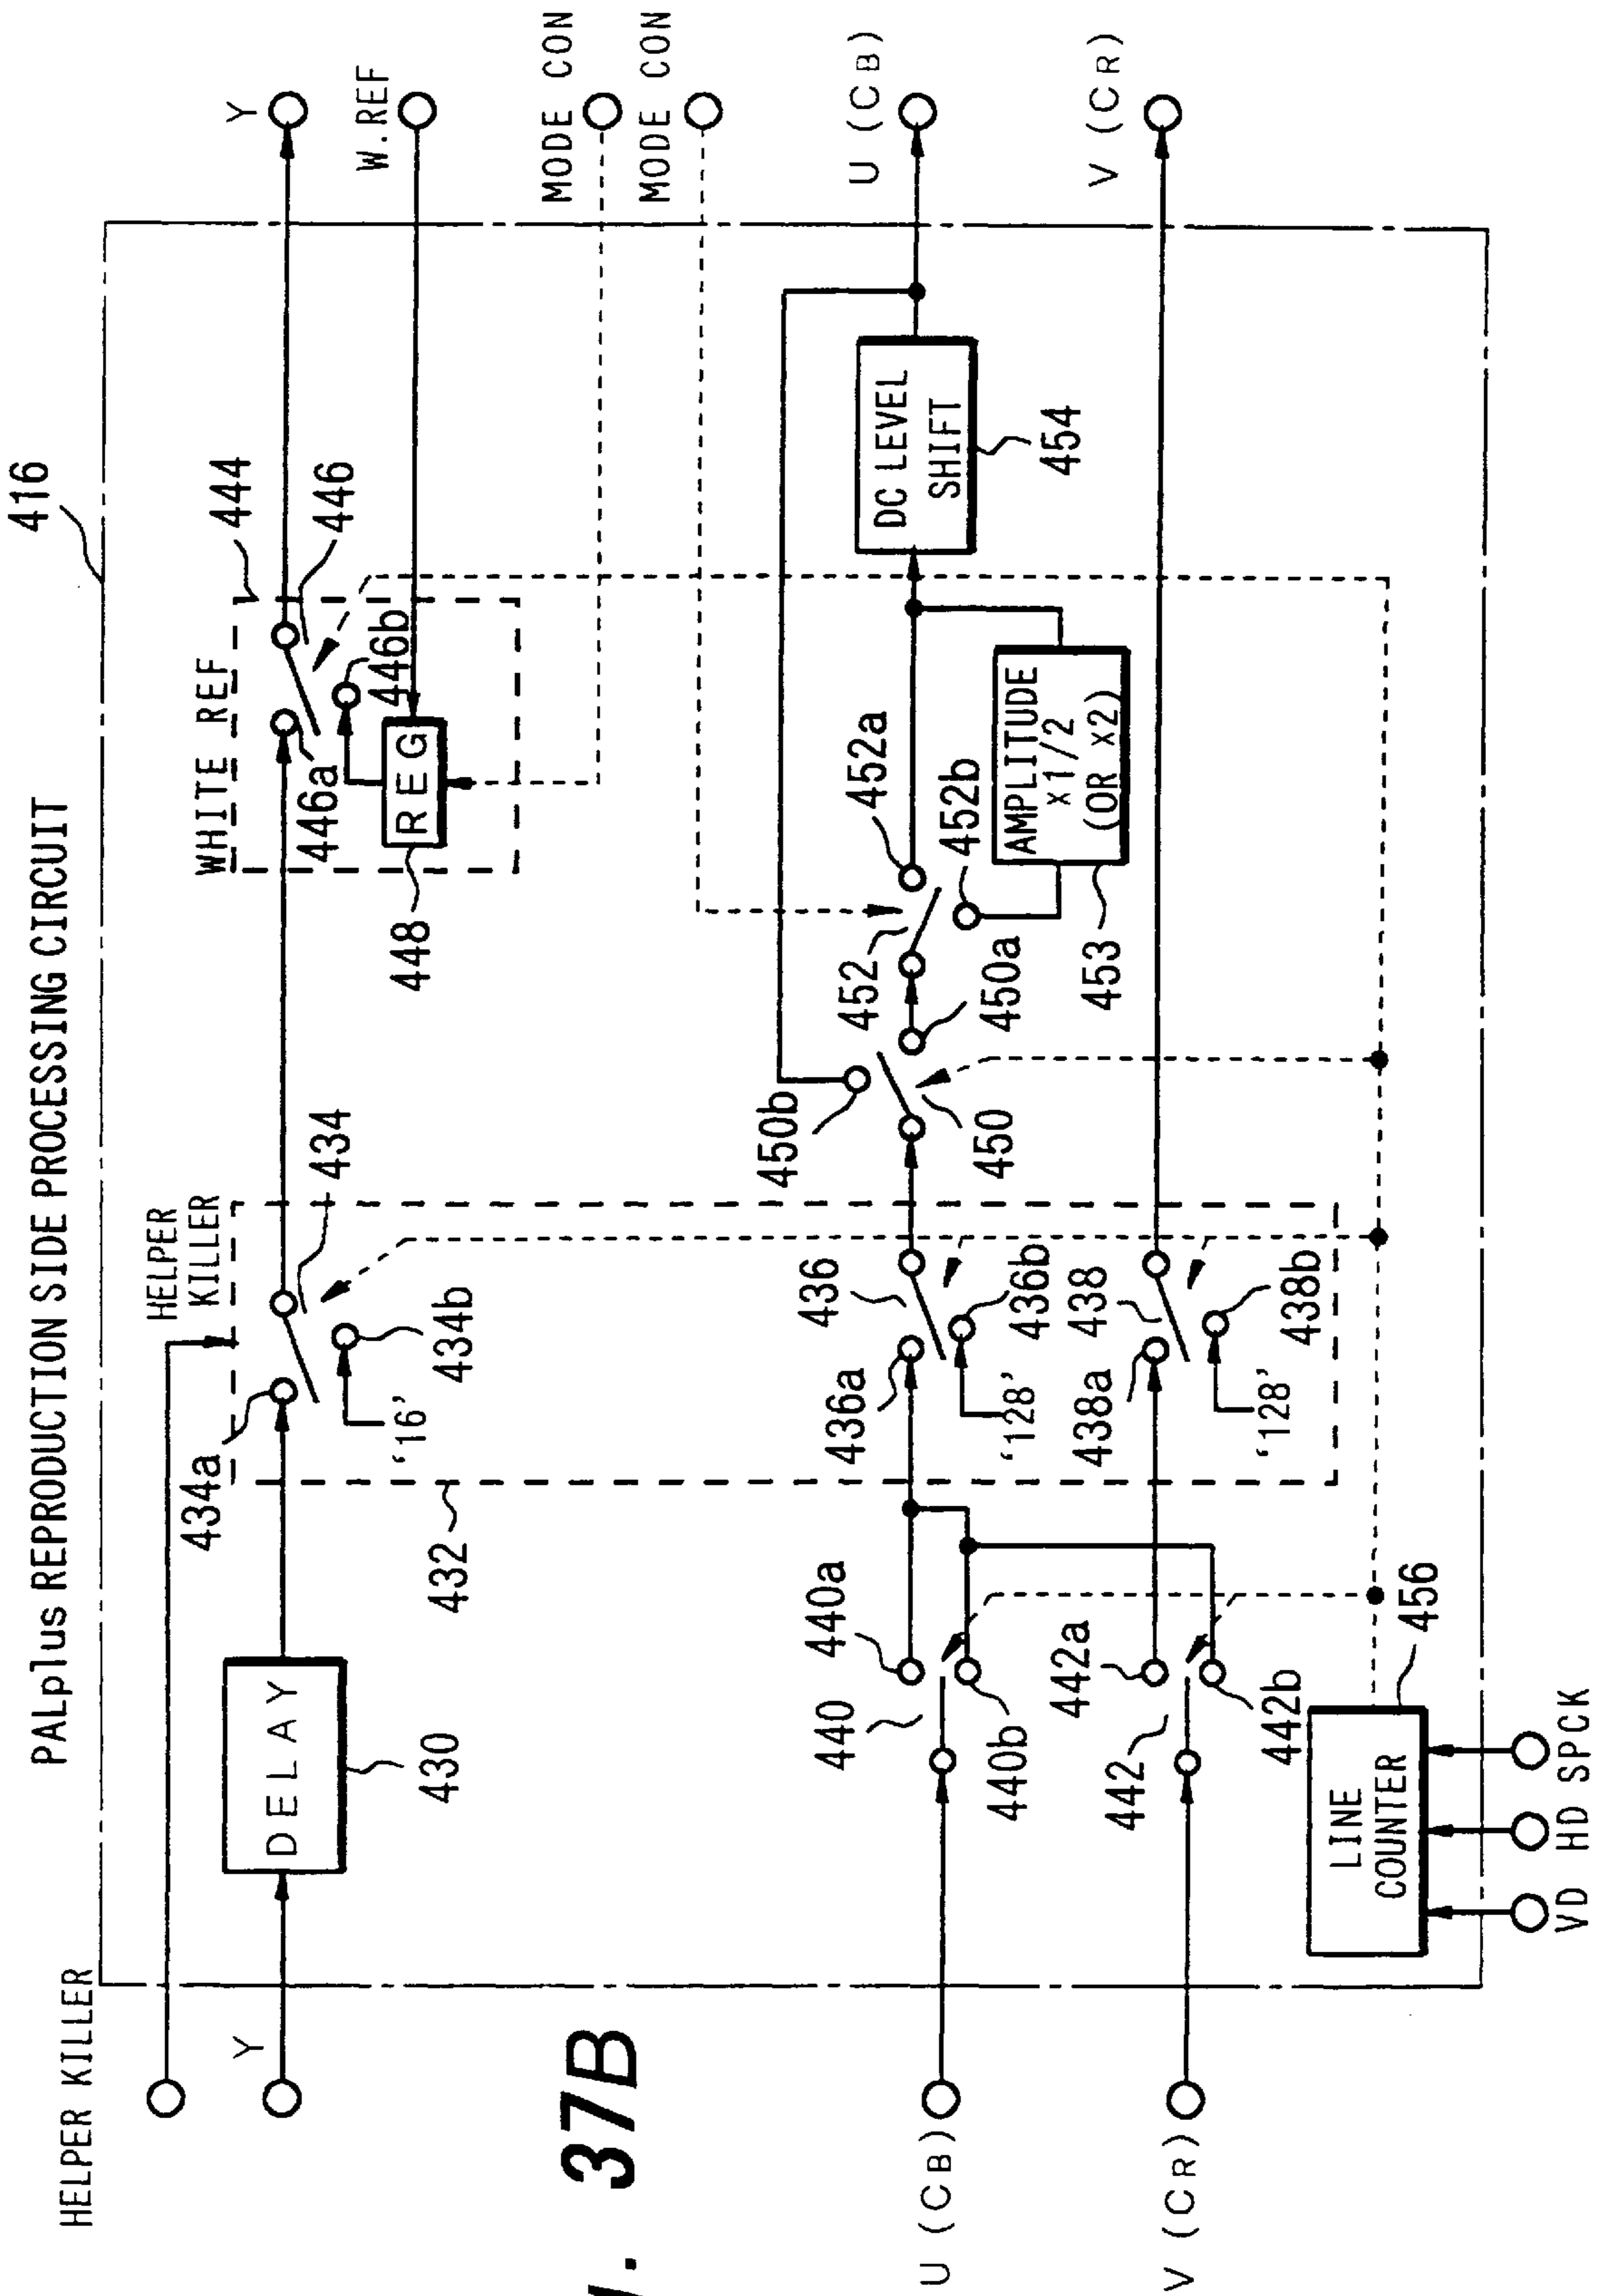 PALplus REPRODUCTION SIDE PROCESSING CIRCUIT
416
HELPER KILLER
HELPER
KILLER
WHITE REF
444
Y
DELAY
430
434a
434
434b
'16'
432
446a
446
446b
REG
448
Y
W.REF
MODE CON
MODE CON
37B
U (CB)
440
440a
440b
436a
436
436b
'128'
450b
450
450a
452
452a
452b
AMPLITUDE
x1/2
(OR x2)
453
DC LEVEL
SHIFT
454
U (CB)
V (CR)
442
442a
442b
438a
438
438b
'128'
V (CR)
LINE
COUNTER
456
VD
HD
SPCK